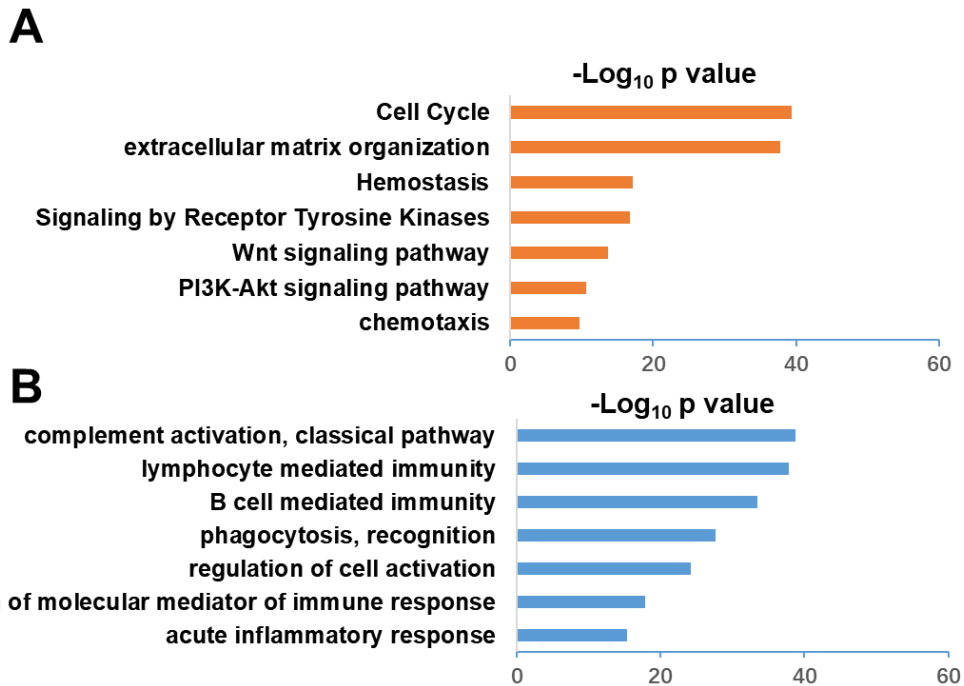 A
-Log10 p value
Cell Cycle
extracellular matrix organization
Hemostasis
Signaling by Receptor Tyrosine Kinases
Wnt signaling pathway
PI3K-Akt signaling pathway
chemotaxis
0 20 40 60
B
-Log10 p value
complement activation, classical pathway
lymphocyte mediated immunity
B cell mediated immunity
phagocytosis, recognition
regulation of cell activation
of molecular mediator of immune response
acute inflammatory response
0 20 40 60